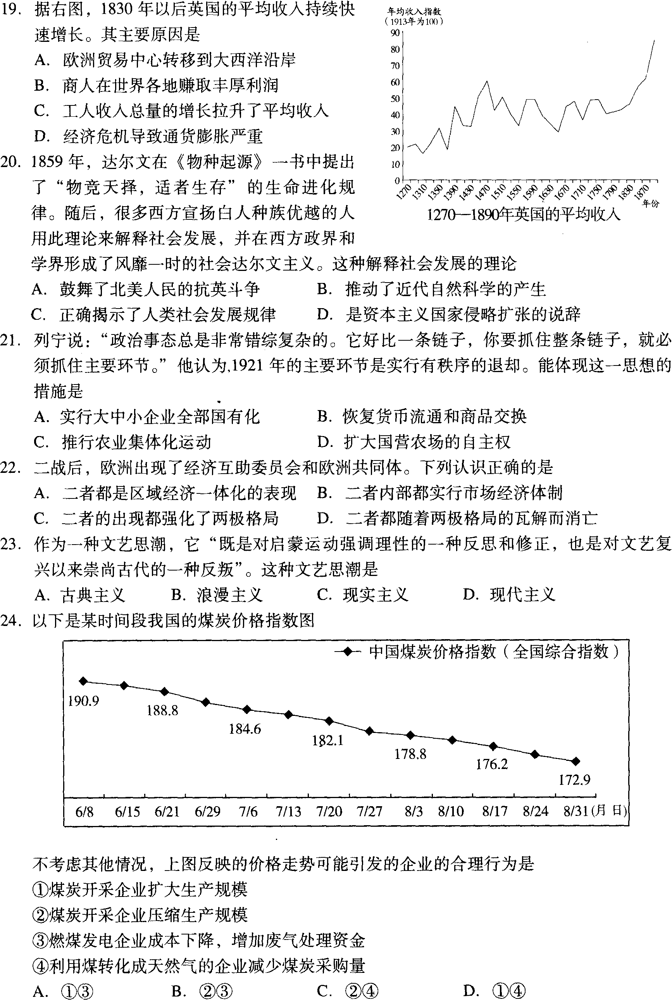 19. 据右图，1830 年以后英国的平均收入持续快
速增长。其主要原因是
A. 欧洲贸易中心转移到大西洋沿岸
B. 商人在世界各地赚取丰厚利润
C. 工人收入总量的增长拉升了平均收入
D. 经济危机导致通货膨胀严重
年均收入指数
（1913年为100）
90
80
70
60
50
40
30
20
10
0
1270 1310 1350 1390 1430 1470 1510 1550 1590 1630 1670 1710 1750 1790 1830 1870
年份
1270—1890年英国的平均收入
20. 1859 年，达尔文在《物种起源》一书中提出
了“物竞天择，适者生存”的生命进化规
律。随后，很多西方宣扬白人种族优越的人
用此理论来解释社会发展，并在西方政界和
学界形成了风靡一时的社会达尔文主义。这种解释社会发展的理论
A. 鼓舞了北美人民的抗英斗争 B. 推动了近代自然科学的产生
C. 正确揭示了人类社会发展规律 D. 是资本主义国家侵略扩张的说辞
21. 列宁说：“政治事态总是非常错综复杂的。它好比一条链子，你要抓住整条链子，就必
须抓住主要环节。”他认为,1921 年的主要环节是实行有秩序的退却。能体现这一思想的
措施是
A. 实行大中小企业全部国有化 B. 恢复货币流通和商品交换
C. 推行农业集体化运动 D. 扩大国营农场的自主权
22. 二战后，欧洲出现了经济互助委员会和欧洲共同体。下列认识正确的是
A. 二者都是区域经济一体化的表现 B. 二者内部都实行市场经济体制
C. 二者的出现都强化了两极格局 D. 二者都随着两极格局的瓦解而消亡
23. 作为一种文艺思潮，它“既是对启蒙运动强调理性的一种反思和修正，也是对文艺复
兴以来崇尚古代的一种反叛”。这种文艺思潮是
A. 古典主义 B. 浪漫主义 C. 现实主义 D. 现代主义
24. 以下是某时间段我国的煤炭价格指数图
中国煤炭价格指数（全国综合指数）
190.9
188.8
184.6
182.1
178.8
176.2
172.9
6/8 6/15 6/21 6/29 7/6 7/13 7/20 7/27 8/3 8/10 8/17 8/24 8/31(月 日)
不考虑其他情况，上图反映的价格走势可能引发的企业的合理行为是
①煤炭开采企业扩大生产规模
②煤炭开采企业压缩生产规模
③燃煤发电企业成本下降，增加废气处理资金
④利用煤转化成天然气的企业减少煤炭采购量
A. ①③ B. ②③ C. ②④ D. ①④